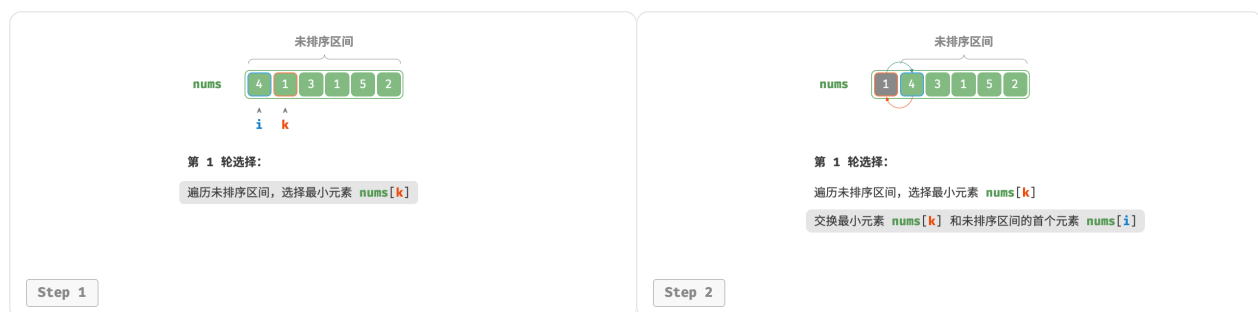 未排序区间
nums 4 1 3 1 5 2
i k
第 1 轮选择：
遍历未排序区间，选择最小元素 nums[k]
Step 1
未排序区间
nums 1 4 3 1 5 2
第 1 轮选择：
遍历未排序区间，选择最小元素 nums[k]
交换最小元素 nums[k] 和未排序区间的首个元素 nums[i]
Step 2